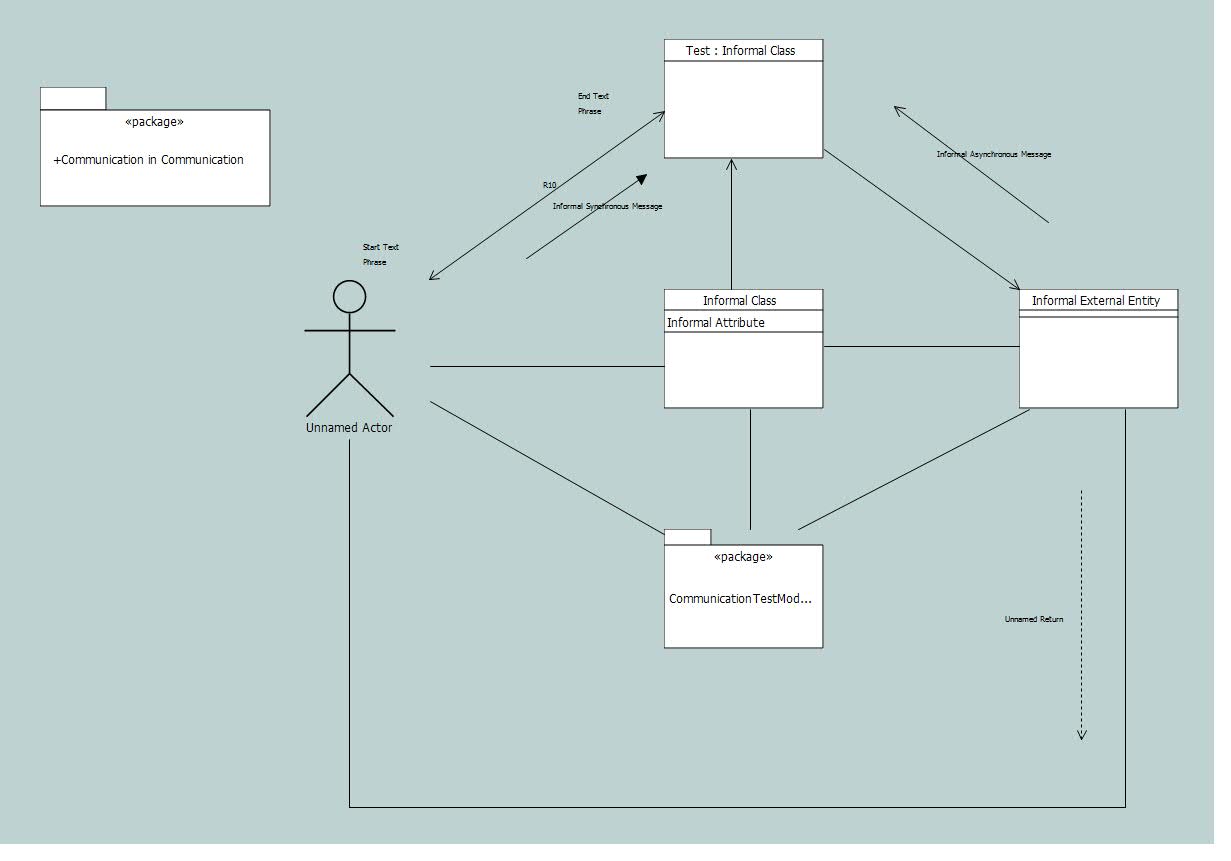 Test : Informal Class
End Text
Phrase
«package»
+Communication in Communication
Informal Asynchronous Message
R10
Informal Synchronous Message
Start Text
Phrase
Informal Class
Informal Attribute
Informal External Entity
Unnamed Actor
«package»
CommunicationTestMod...
Unnamed Return